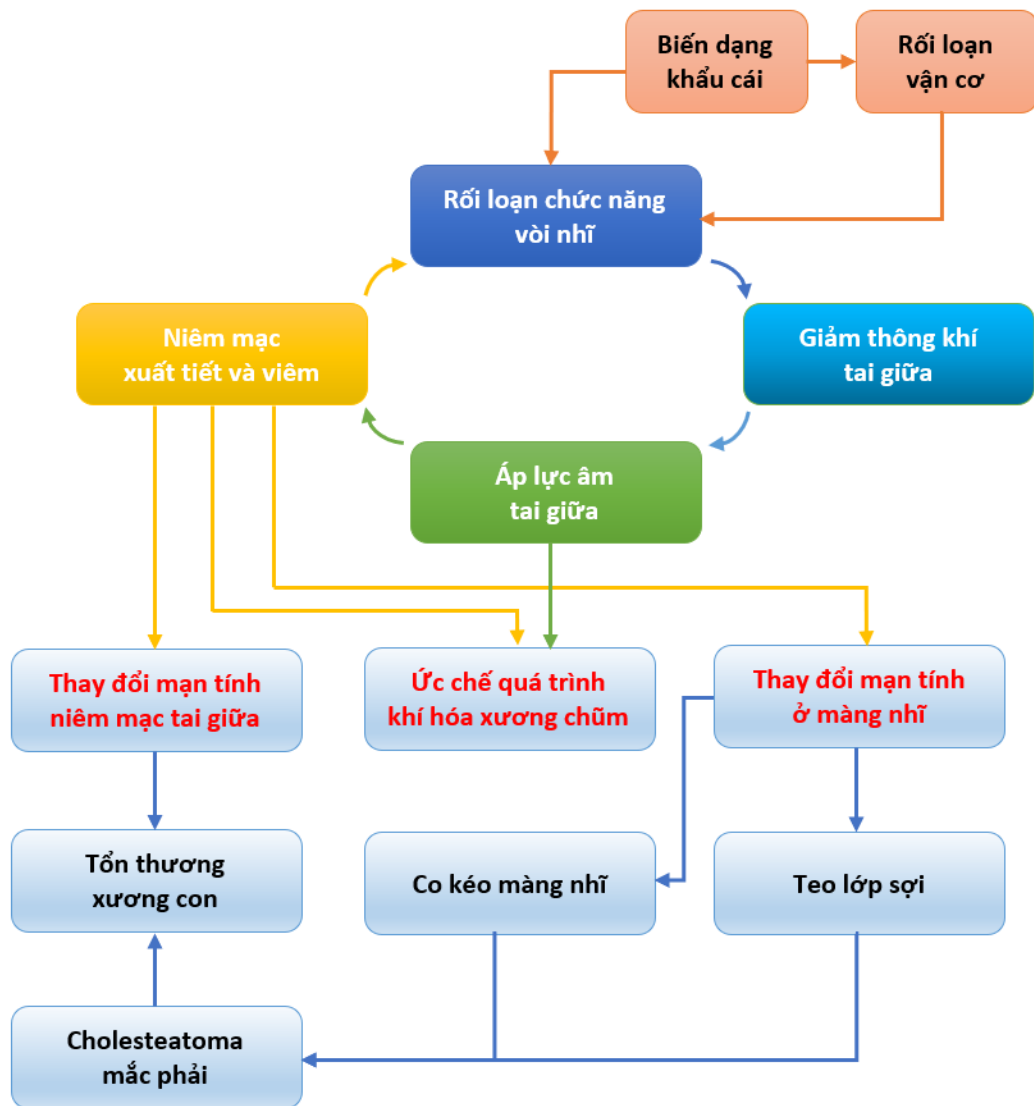 Biến dạng
khẩu cái
Rối loạn
vận cơ
Rối loạn chức năng
vòi nhĩ
Niêm mạc
xuất tiết và viêm
Giảm thông khí
tai giữa
Áp lực âm
tai giữa
Thay đổi mạn tính
niêm mạc tai giữa
Ức chế quá trình
khí hóa xương chũm
Thay đổi mạn tính
ở màng nhĩ
Tổn thương
xương con
Co kéo màng nhĩ
Teo lớp sợi
Cholesteatoma
mắc phải